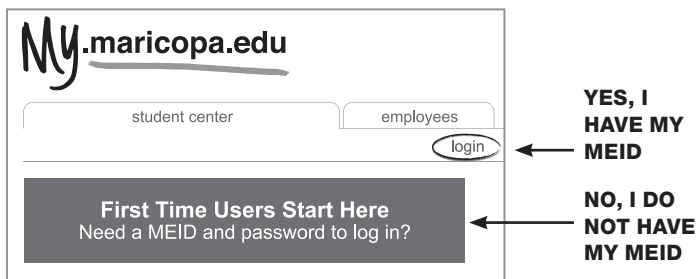 My.maricopa.edu
student center
employees
login
YES, I
HAVE MY
MEID
First Time Users Start Here
Need a MEID and password to log in?
NO, I DO
NOT HAVE
MY MEID